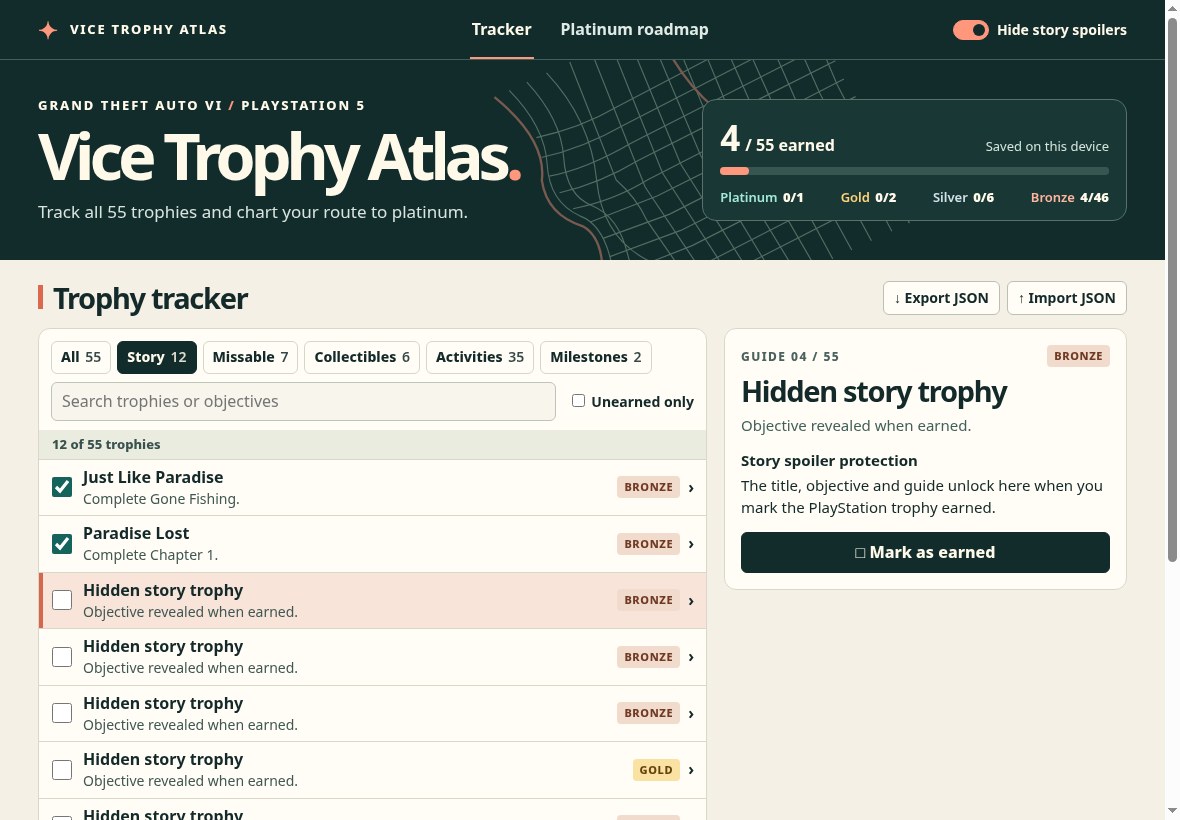 VICE TROPHY ATLAS
Tracker
Platinum roadmap
Hide story spoilers
GRAND THEFT AUTO VI / PLAYSTATION 5
Vice Trophy Atlas.
Track all 55 trophies and chart your route to platinum.
4 / 55 earned
Saved on this device
Platinum 0/1
Gold 0/2
Silver 0/6
Bronze 4/46
Trophy tracker
↓ Export JSON
↑ Import JSON
All 55
Story 12
Missable 7
Collectibles 6
Activities 35
Milestones 2
Search trophies or objectives
Unearned only
12 of 55 trophies
Just Like Paradise
Complete Gone Fishing.
BRONZE ›
Paradise Lost
Complete Chapter 1.
BRONZE ›
Hidden story trophy
Objective revealed when earned.
BRONZE ›
Hidden story trophy
Objective revealed when earned.
BRONZE ›
Hidden story trophy
Objective revealed when earned.
BRONZE ›
Hidden story trophy
Objective revealed when earned.
GOLD ›
Hidden story trophy
GUIDE 04 / 55
BRONZE
Hidden story trophy
Objective revealed when earned.
Story spoiler protection
The title, objective and guide unlock here when you
mark the PlayStation trophy earned.
□ Mark as earned